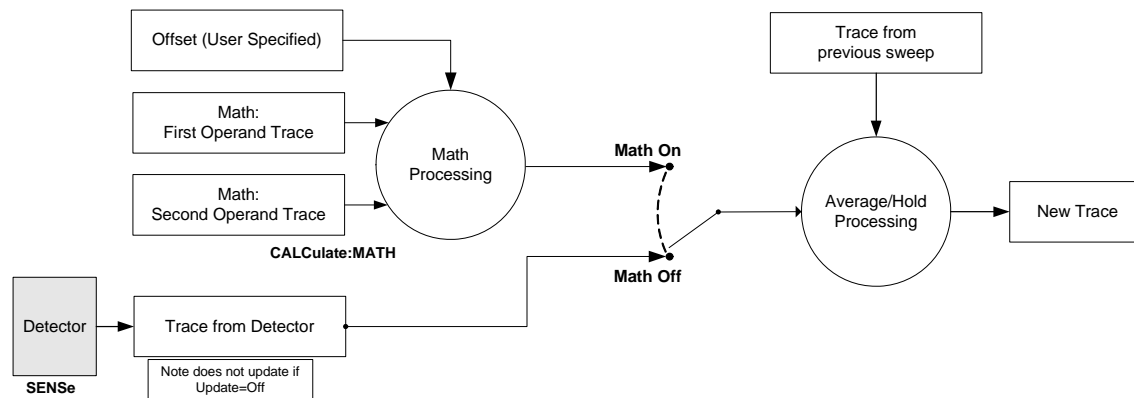 Offset (User Specified)
Math:
First Operand Trace
Math:
Second Operand Trace
Math
Processing
CALCulate:MATH
Math On
Math Off
Trace from
previous sweep
Average/Hold
Processing
New Trace
Detector
SENSe
Trace from Detector
Note does not update if
Update=Off